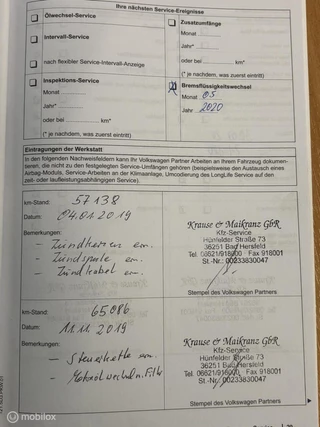 Ihre nächsten Service-Ereignisse
Ölwechsel-Service
Intervall-Service
nach flexibler Service-Intervall-Anzeige
Inspektions-Service
Monat
Jahr*
oder bei km*
(* je nachdem, was zuerst eintritt)
Zusatzumfänge
Monat
Jahr*
oder bei km*
(* je nachdem, was zuerst eintritt)
Bremsflüssigkeitswechsel
Monat 05
Jahr 2020
Eintragungen der Werkstatt
In den folgenden Nachweisfeldern kann Ihr Volkswagen Partner Arbeiten an Ihrem Fahrzeug dokumen-
tieren, die nicht zu den festgelegten Service-Umfängen gehören (beispielsweise den Austausch eines
Airbag-Moduls, Service-Arbeiten an der Klimaanlage, Umcodierung des LongLife Service auf den
zeit- oder laufleistungsabhängigen Service).
km-Stand: 57138
Datum: 04.01.2019
Bemerkungen:
- Zündkerzen ern.
- Zündspule ern.
- Zündkabel ern.
Krause & Maikranz GbR
Kfz-Service
Hünfelder Straße 73
36251 Bad Hersfeld
Tel. 06621/918000 Fax 918001
St.-Nr.: 00233830047
Stempel des Volkswagen Partners
km-Stand: 65086
Datum: 11.11.2019
Bemerkungen:
- Steuerkette ern.
- Motorölwechsel m. Filter
Krause & Maikranz GbR
Kfz-Service
Hünfelder Straße 73
36251 Bad Hersfeld
Tel. 06621/918000 Fax 918001
St.-Nr.: 00233830047
Stempel des Volkswagen Partners
mobilox